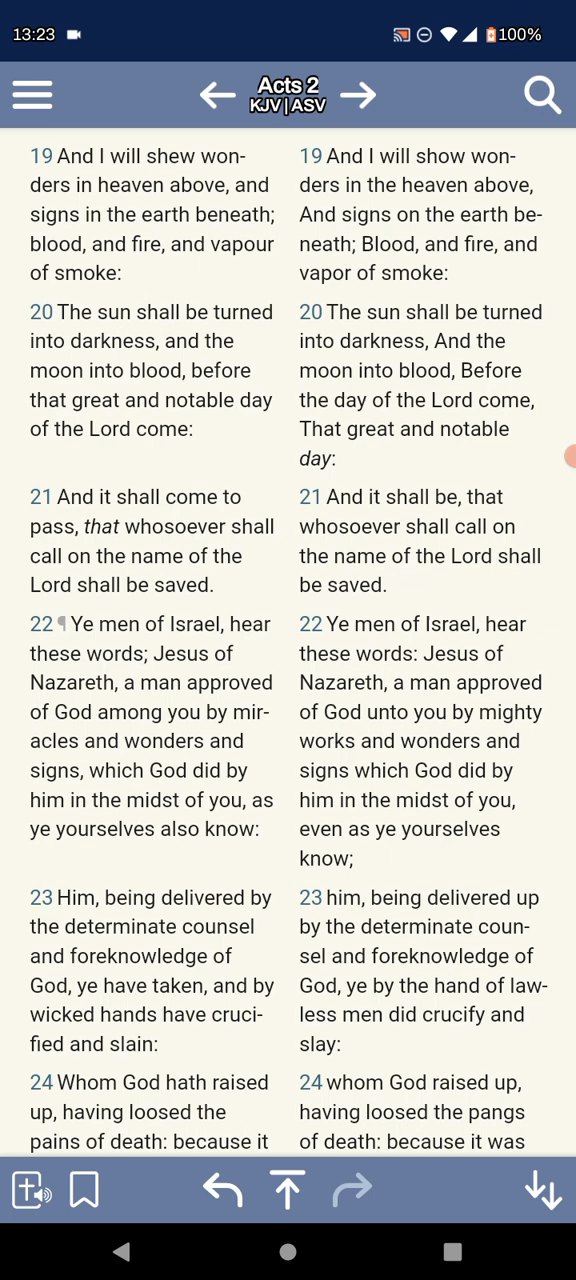 13:23
100%
Acts 2
KJV|ASV
19 And I will shew won-
ders in heaven above, and
signs in the earth beneath;
blood, and fire, and vapour
of smoke:
20 The sun shall be turned
into darkness, and the
moon into blood, before
that great and notable day
of the Lord come:
21 And it shall come to
pass, that whosoever shall
call on the name of the
Lord shall be saved.
22 ¶ Ye men of Israel, hear
these words; Jesus of
Nazareth, a man approved
of God among you by mir-
acles and wonders and
signs, which God did by
him in the midst of you, as
ye yourselves also know:
23 Him, being delivered by
the determinate counsel
and foreknowledge of
God, ye have taken, and by
wicked hands have cruci-
fied and slain:
24 Whom God hath raised
up, having loosed the
pains of death: because it
19 And I will show won-
ders in the heaven above,
And signs on the earth be-
neath; Blood, and fire, and
vapor of smoke:
20 The sun shall be turned
into darkness, And the
moon into blood, Before
the day of the Lord come,
That great and notable
day:
21 And it shall be, that
whosoever shall call on
the name of the Lord shall
be saved.
22 Ye men of Israel, hear
these words: Jesus of
Nazareth, a man approved
of God unto you by mighty
works and wonders and
signs which God did by
him in the midst of you,
even as ye yourselves
know;
23 him, being delivered up
by the determinate coun-
sel and foreknowledge of
God, ye by the hand of law-
less men did crucify and
slay:
24 whom God raised up,
having loosed the pangs
of death: because it was